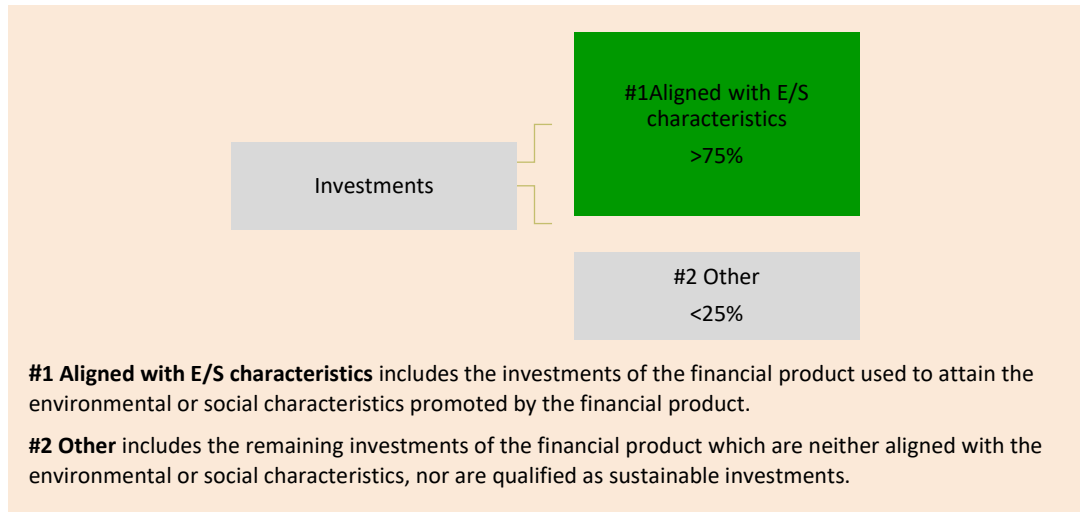 #1Aligned with E/S
characteristics
>75%
Investments
#2 Other
<25%
#1 Aligned with E/S characteristics includes the investments of the financial product used to attain the
environmental or social characteristics promoted by the financial product.
#2 Other includes the remaining investments of the financial product which are neither aligned with the
environmental or social characteristics, nor are qualified as sustainable investments.